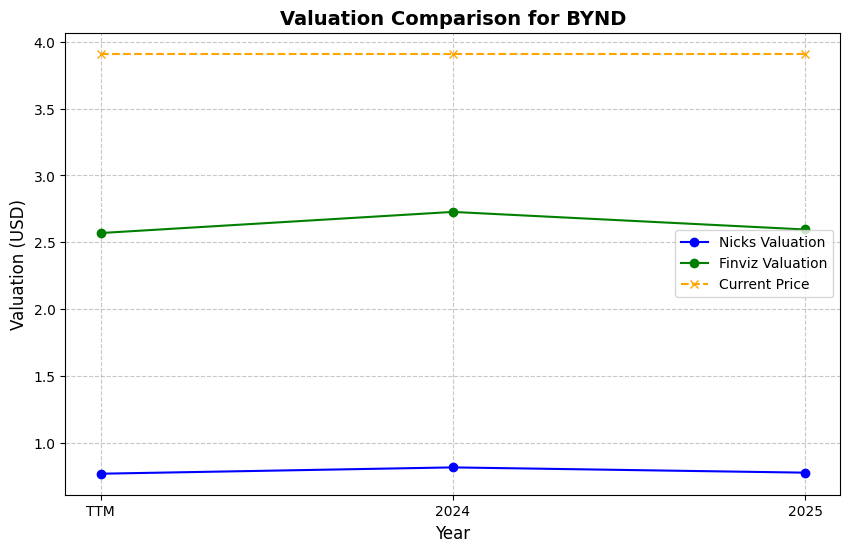 Valuation Comparison for BYND
Valuation (USD)
4.0
3.5
3.0
2.5
2.0
1.5
1.0
Nicks Valuation
Finviz Valuation
Current Price
TTM 2024 2025
Year